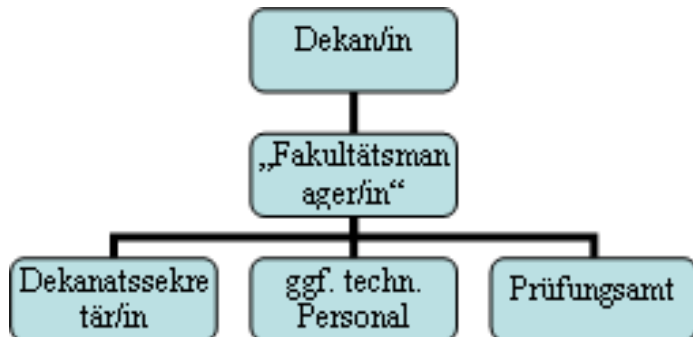 Dekan/in
„Fakultätsman
ager/in“
Dekanatssekre
tär/in
ggf. techn.
Personal
Prüfungsamt